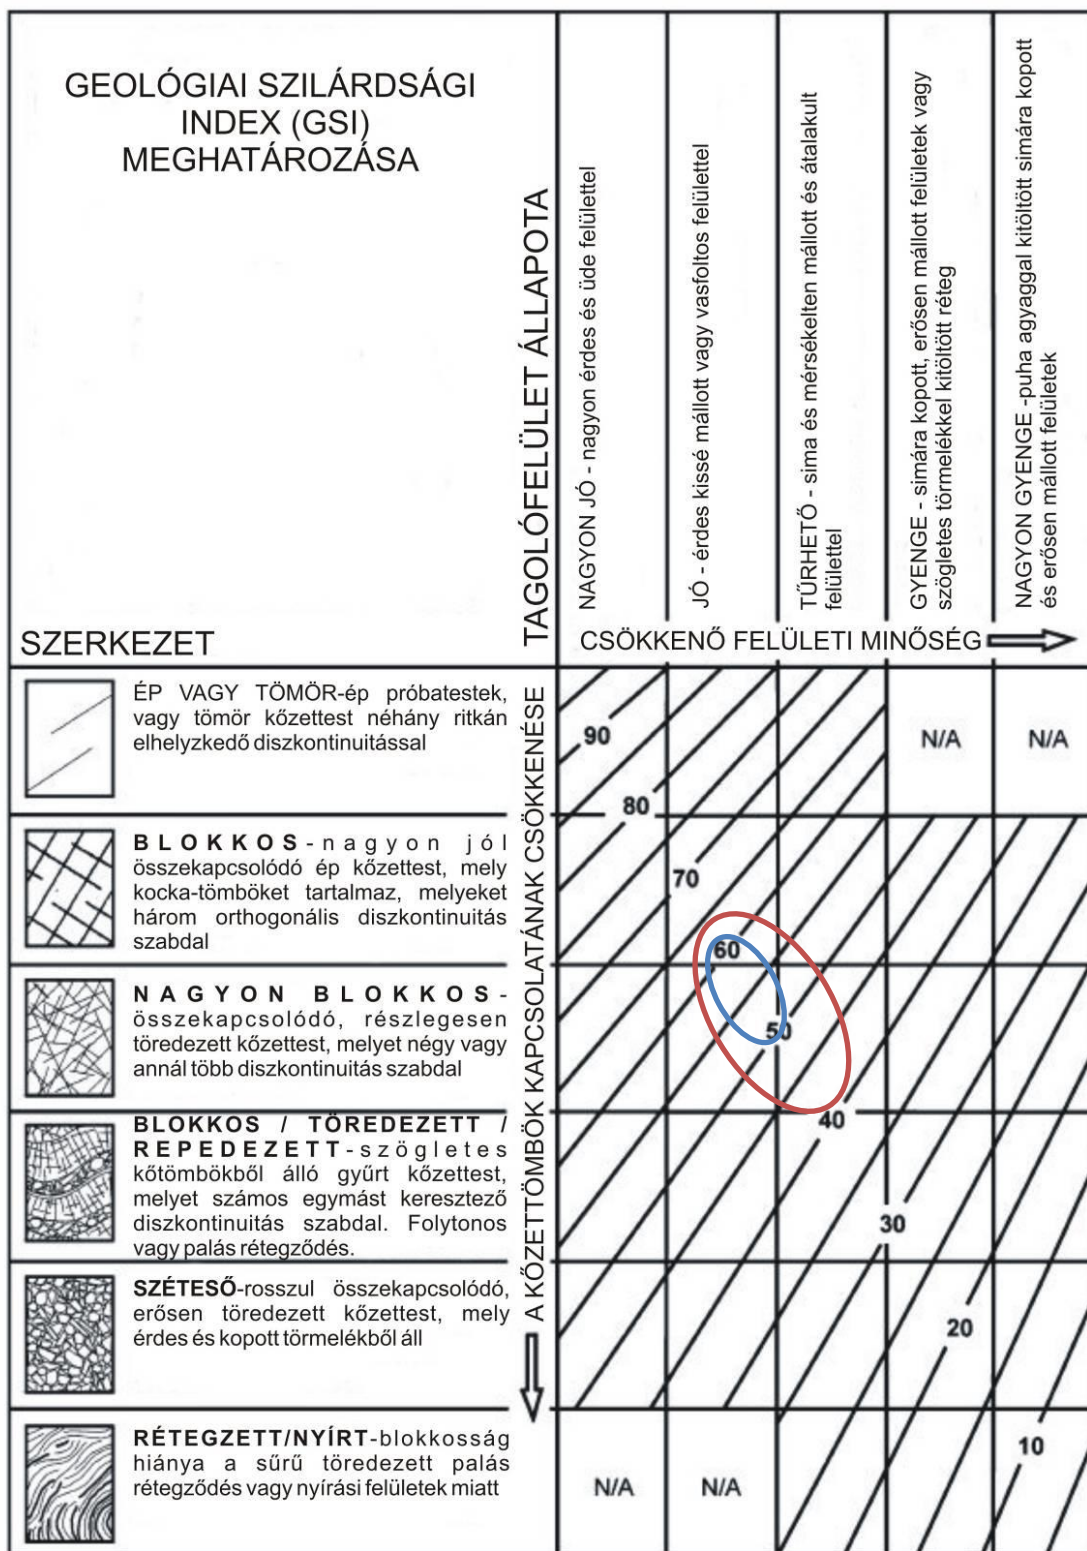 GEOLÓGIAI SZILÁRDSÁGI
INDEX (GSI)
MEGHATÁROZÁSA
TAGOLÓFELÜLET ÁLLAPOTA
NAGYON JÓ - nagyon érdes és üde felülettel
JÓ - érdes kissé mállott vagy vasfoltos felülettel
TŰRHETŐ - sima és mérsékelten mállott és átalakult
felülettel
GYENGE - simára kopott, erősen mállott felületek vagy
szögletes törmelékkel kitöltött réteg
NAGYON GYENGE -puha agyaggal kitöltött simára kopott
és erősen mállott felületek
SZERKEZET
CSÖKKENŐ FELÜLETI MINŐSÉG
A KŐZETTÖMBÖK KAPCSOLATÁNAK CSÖKKENÉSE
ÉP VAGY TÖMÖR-ép próbatestek,
vagy tömör kőzettest néhány ritkán
elhelyzkedő diszkontinuitással
90
N/A
N/A
80
BLOKKOS-nagyon jól
összekapcsolódó ép kőzettest, mely
kocka-tömböket tartalmaz, melyeket
három orthogonális diszkontinuitás
szabdal
70
60
NAGYON BLOKKOS-
összekapcsolódó, részlegesen
töredezett kőzettest, melyet négy vagy
annál több diszkontinuitás szabdal
50
BLOKKOS / TÖREDEZETT /
REPEDEZETT-szögletes
kőtömbökből álló gyűrt kőzettest,
melyet számos egymást keresztező
diszkontinuitás szabdal. Folytonos
vagy palás rétegződés.
40
30
SZÉTESŐ-rosszul összekapcsolódó,
erősen töredezett kőzettest, mely
érdes és kopott törmelékből áll
20
RÉTEGZETT/NYÍRT-blokkosság
hiánya a sűrű töredezett palás
rétegződés vagy nyírási felületek miatt
N/A
N/A
10